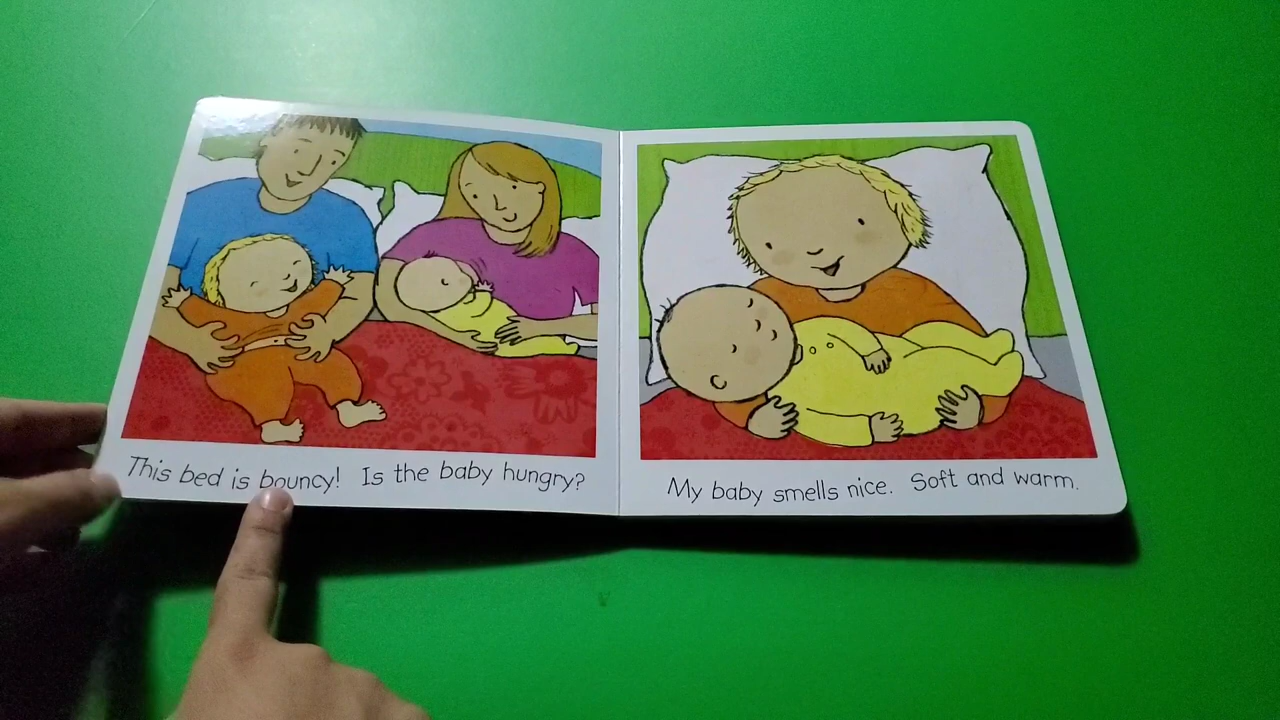 This bed is bouncy! Is the baby hungry?
My baby smells nice. Soft and warm.